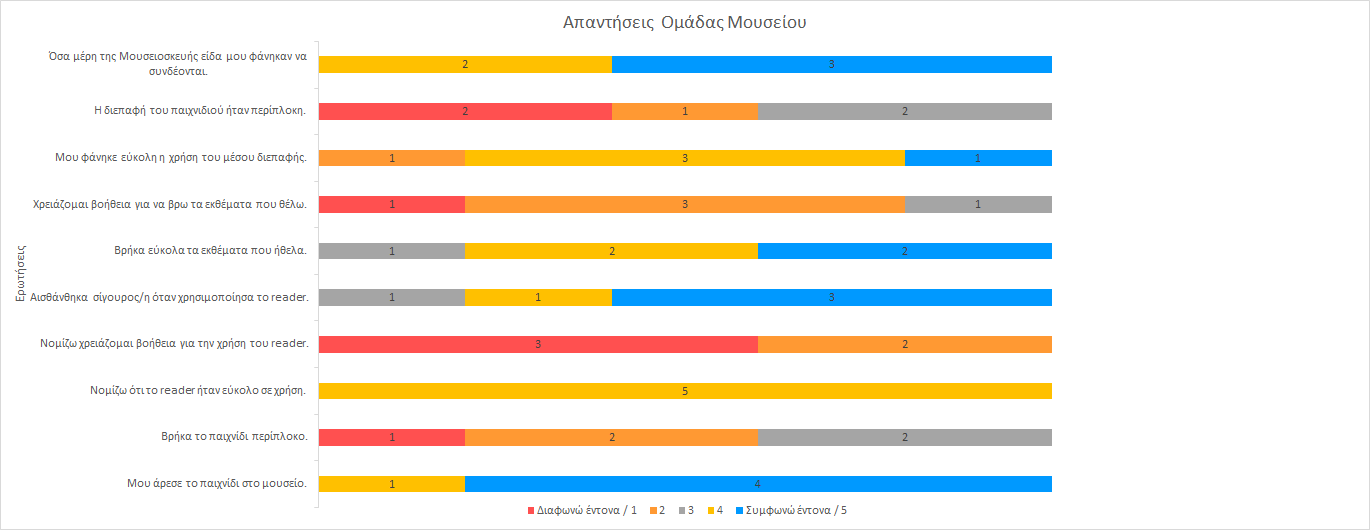 Απαντήσεις Ομάδας Μουσείου
Όσα μέρη της Μουσειοσκευής είδα μου φάνηκαν να
συνδέονται.
2 3
Η διεπαφή του παιχνιδιού ήταν περίπλοκη.
2 1 2
Μου φάνηκε εύκολη η χρήση του μέσου διεπαφής.
1 3 1
Χρειάζομαι βοήθεια για να βρω τα εκθέματα που θέλω.
1 3 1
Βρήκα εύκολα τα εκθέματα που ήθελα.
1 2 2
Ερωτήσεις
Αισθάνθηκα σίγουρος/η όταν χρησιμοποίησα το reader.
1 1 3
Νομίζω χρειάζομαι βοήθεια για την χρήση του reader.
3 2
Νομίζω ότι το reader ήταν εύκολο σε χρήση.
5
Βρήκα το παιχνίδι περίπλοκο.
1 2 2
Μου άρεσε το παιχνίδι στο μουσείο.
1 4
Διαφωνώ έντονα / 1 2 3 4 Συμφωνώ έντονα / 5